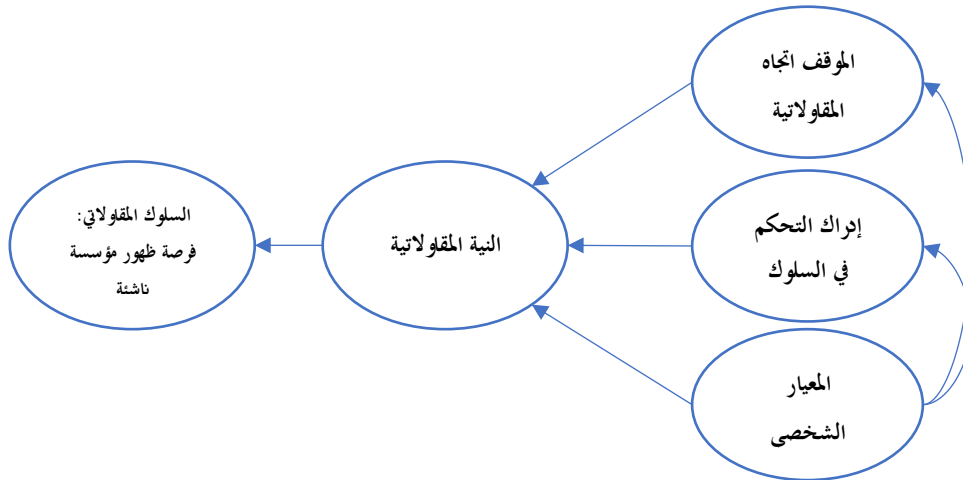 الموقف اتجاه
المقاولاتية
إدراك التحكم
في السلوك
المعيار
الشخصي
النية المقاولاتية
السلوك المقاولاتي:
فرصة ظهور مؤسسة
ناشئة